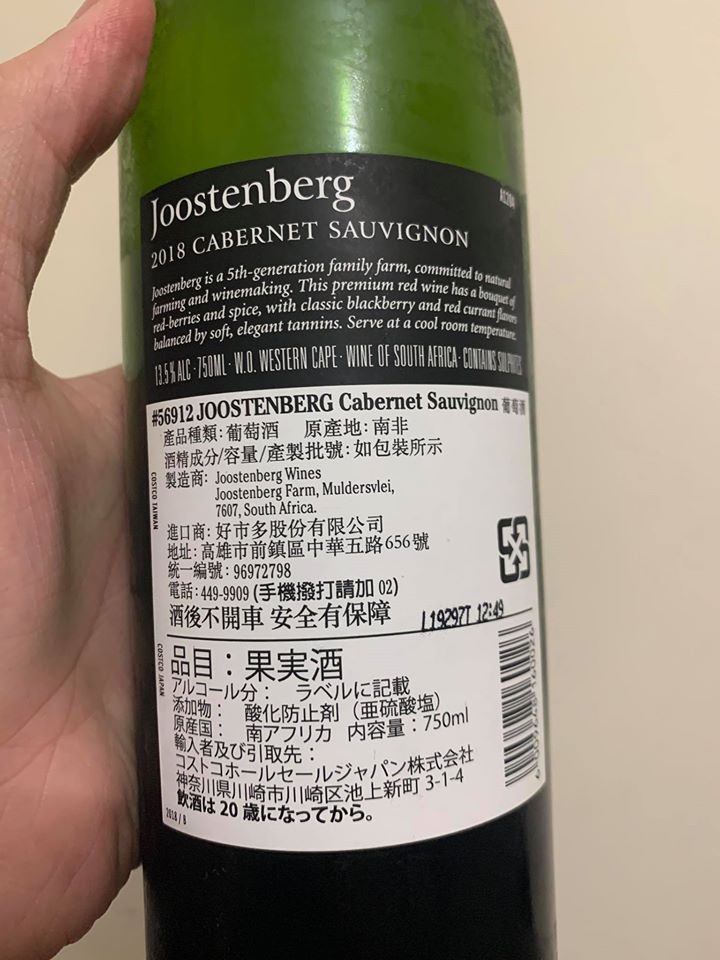 Joostenberg
AC204
2018 CABERNET SAUVIGNON
Joostenberg is a 5th-generation family farm, committed to natural
farming and winemaking. This premium red wine has a bouquet of
red-berries and spice, with classic blackberry and red currant flavors
balanced by soft, elegant tannins. Serve at a cool room temperature.
13.5% ALC · 750ML · W.O. WESTERN CAPE · WINE OF SOUTH AFRICA · CONTAINS SULPHITES
#56912 JOOSTENBERG Cabernet Sauvignon 葡萄酒
產品種類：葡萄酒 原產地：南非
酒精成分/容量/產製批號：如包裝所示
製造商： Joostenberg Wines
Joostenberg Farm, Muldersvlei,
7607, South Africa.
COSTCO TAIWAN
進口商：好市多股份有限公司
地址：高雄市前鎮區中華五路656號
統一編號：96972798
電話：449-9909 (手機撥打請加 02)
酒後不開車 安全有保障
L19297T 12:49
COSTCO JAPAN
品目：果実酒
アルコール分： ラベルに記載
添加物： 酸化防止剤（亜硫酸塩）
原産国： 南アフリカ 内容量：750ml
輸入者及び引取先：
コストコホールセールジャパン株式会社
神奈川県川崎市川崎区池上新町 3-1-4
飲酒は 20 歳になってから。
2018 / B